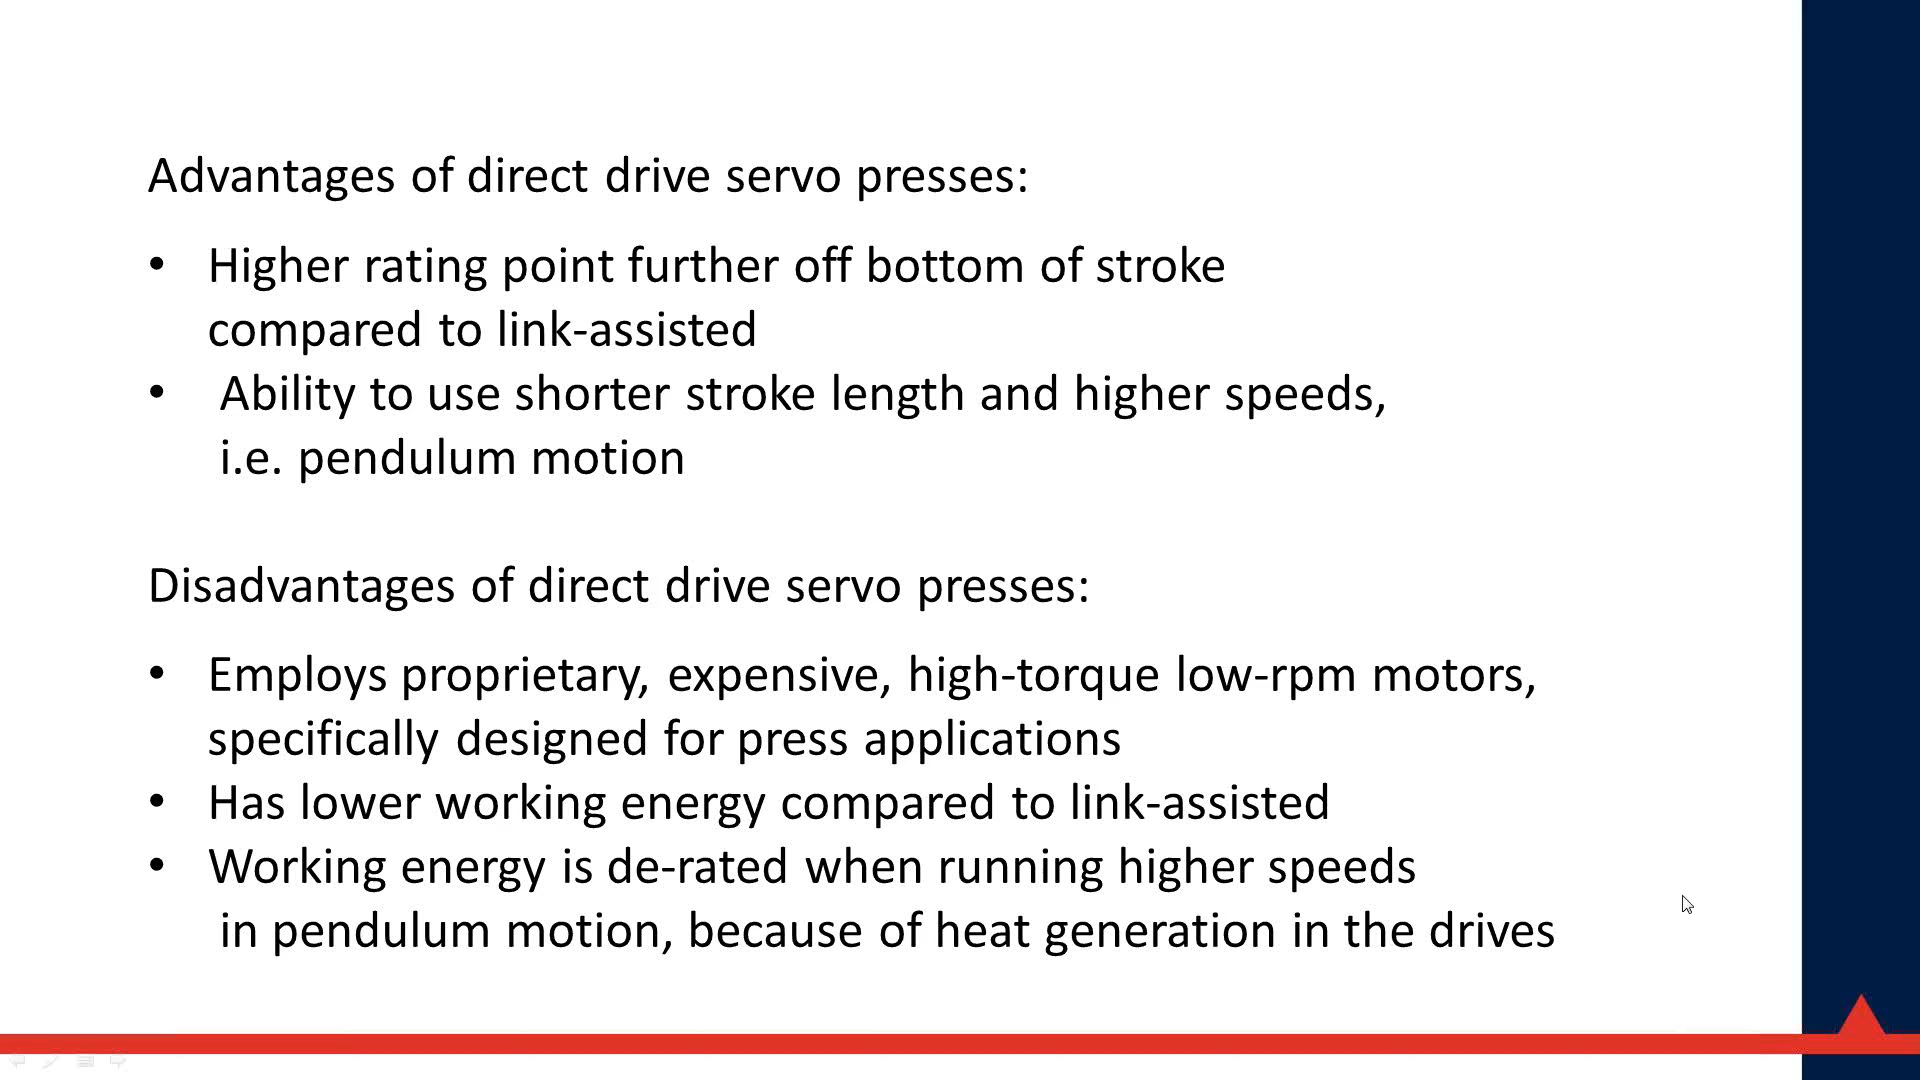 Advantages of direct drive servo presses:
• Higher rating point further off bottom of stroke
compared to link-assisted
• Ability to use shorter stroke length and higher speeds,
i.e. pendulum motion
Disadvantages of direct drive servo presses:
• Employs proprietary, expensive, high-torque low-rpm motors,
specifically designed for press applications
• Has lower working energy compared to link-assisted
• Working energy is de-rated when running higher speeds
in pendulum motion, because of heat generation in the drives